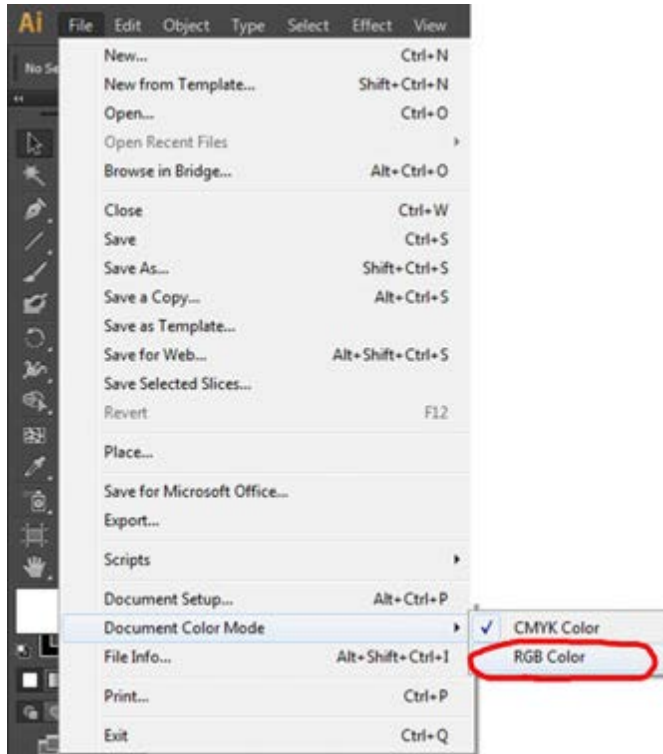 Ai File Edit Object Type Select Effect View
No Se
New... Ctrl+N
New from Template... Shift+Ctrl+N
Open... Ctrl+O
Open Recent Files
Browse in Bridge... Alt+Ctrl+O
Close Ctrl+W
Save Ctrl+S
Save As... Shift+Ctrl+S
Save a Copy... Alt+Ctrl+S
Save as Template...
Save for Web... Alt+Shift+Ctrl+S
Save Selected Slices...
Revert F12
Place...
Save for Microsoft Office...
Export...
Scripts
Document Setup... Alt+Ctrl+P
Document Color Mode
CMYK Color
RGB Color
File Info... Alt+Shift+Ctrl+I
Print... Ctrl+P
Exit Ctrl+Q